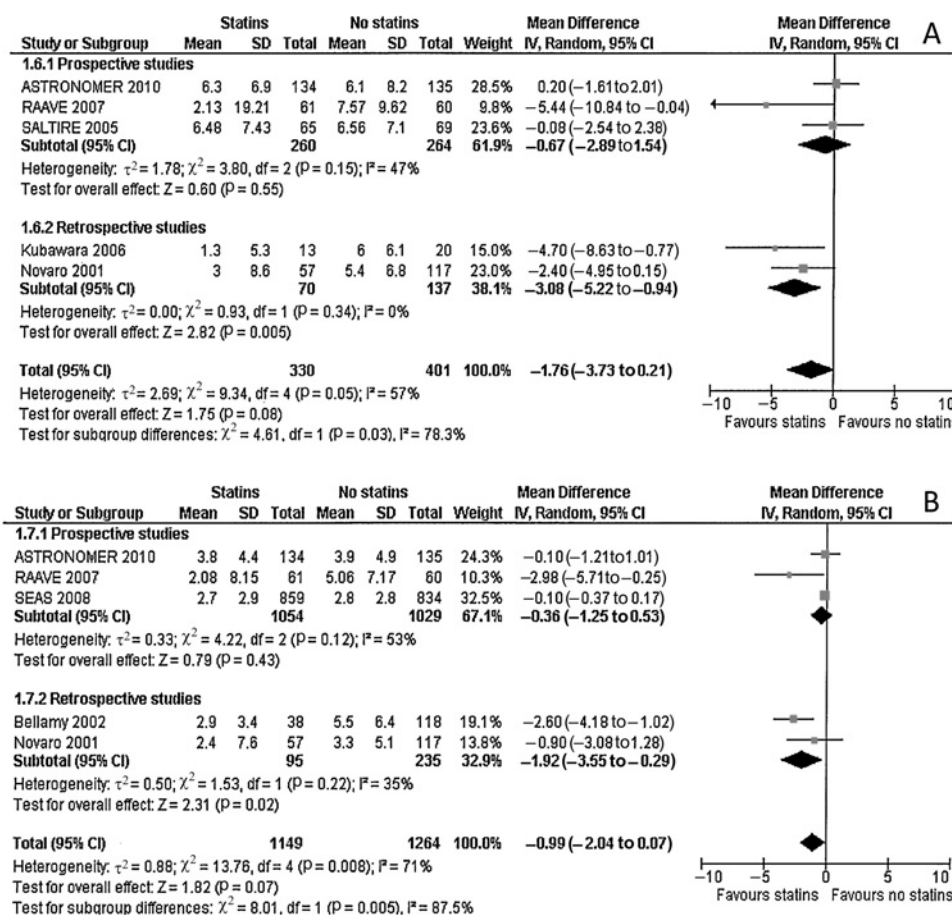 Statins No statins Mean Difference Mean Difference A
Study or Subgroup Mean SD Total Mean SD Total Weight IV, Random, 95% CI IV, Random, 95% CI
1.6.1 Prospective studies
ASTRONOMER 2010 6.3 6.9 134 6.1 8.2 135 28.5% 0.20 (−1.61to2.01)
RAAVE 2007 2.13 19.21 61 7.57 9.62 60 9.8% −5.44 (−10.84 to −0.04)
SALTIRE 2005 6.48 7.43 65 6.56 7.1 69 23.6% −0.08 (−2.54 to 2.38)
Subtotal (95% CI) 260 264 61.9% −0.67 (−2.89to 1.54)
Heterogeneity: τ² = 1.78; χ² = 3.80, df = 2 (P = 0.15); I² = 47%
Test for overall effect: Z = 0.60 (P = 0.55)
1.6.2 Retrospective studies
Kubawara 2006 1.3 5.3 13 6 6.1 20 15.0% −4.70 (−8.63 to −0.77)
Novaro 2001 3 8.6 57 5.4 6.8 117 23.0% −2.40 (−4.95 to 0.15)
Subtotal (95% CI) 70 137 38.1% −3.08 (−5.22 to −0.94)
Heterogeneity: τ² = 0.00; χ² = 0.93, df = 1 (P = 0.34); I² = 0%
Test for overall effect: Z = 2.82 (P = 0.005)
Total (95% CI) 330 401 100.0% −1.76 (−3.73 to 0.21)
Heterogeneity: τ² = 2.69; χ² = 9.34, df = 4 (P = 0.05); I² = 57%
Test for overall effect: Z = 1.75 (P = 0.08)
Test for subgroup differences: χ² = 4.61, df = 1 (P = 0.03), I² = 78.3%
−10 −5 0 5 10
Favours statins Favours no statins
Statins No statins Mean Difference Mean Difference B
Study or Subgroup Mean SD Total Mean SD Total Weight IV, Random, 95% CI IV, Random, 95% CI
1.7.1 Prospective studies
ASTRONOMER 2010 3.8 4.4 134 3.9 4.9 135 24.3% −0.10 (−1.21to1.01)
RAAVE 2007 2.08 8.15 61 5.06 7.17 60 10.3% −2.98 (−5.71to−0.25)
SEAS 2008 2.7 2.9 859 2.8 2.8 834 32.5% −0.10 (−0.37 to 0.17)
Subtotal (95% CI) 1054 1029 67.1% −0.36 (−1.25 to 0.53)
Heterogeneity: τ² = 0.33; χ² = 4.22, df = 2 (P = 0.12); I² = 53%
Test for overall effect: Z = 0.79 (P = 0.43)
1.7.2 Retrospective studies
Bellamy 2002 2.9 3.4 38 5.5 6.4 118 19.1% −2.60 (−4.18 to −1.02)
Novaro 2001 2.4 7.6 57 3.3 5.1 117 13.8% −0.90 (−3.08to1.28)
Subtotal (95% CI) 95 235 32.9% −1.92 (−3.55 to −0.29)
Heterogeneity: τ² = 0.50; χ² = 1.53, df = 1 (P = 0.22); I² = 35%
Test for overall effect: Z = 2.31 (P = 0.02)
Total (95% CI) 1149 1264 100.0% −0.99 (−2.04 to 0.07)
Heterogeneity: τ² = 0.88; χ² = 13.76, df = 4 (P = 0.008); I² = 71%
Test for overall effect: Z = 1.82 (P = 0.07)
Test for subgroup differences: χ² = 8.01, df = 1 (P = 0.005), I² = 87.5%
−10 −5 0 5 10
Favours statins Favours no statins